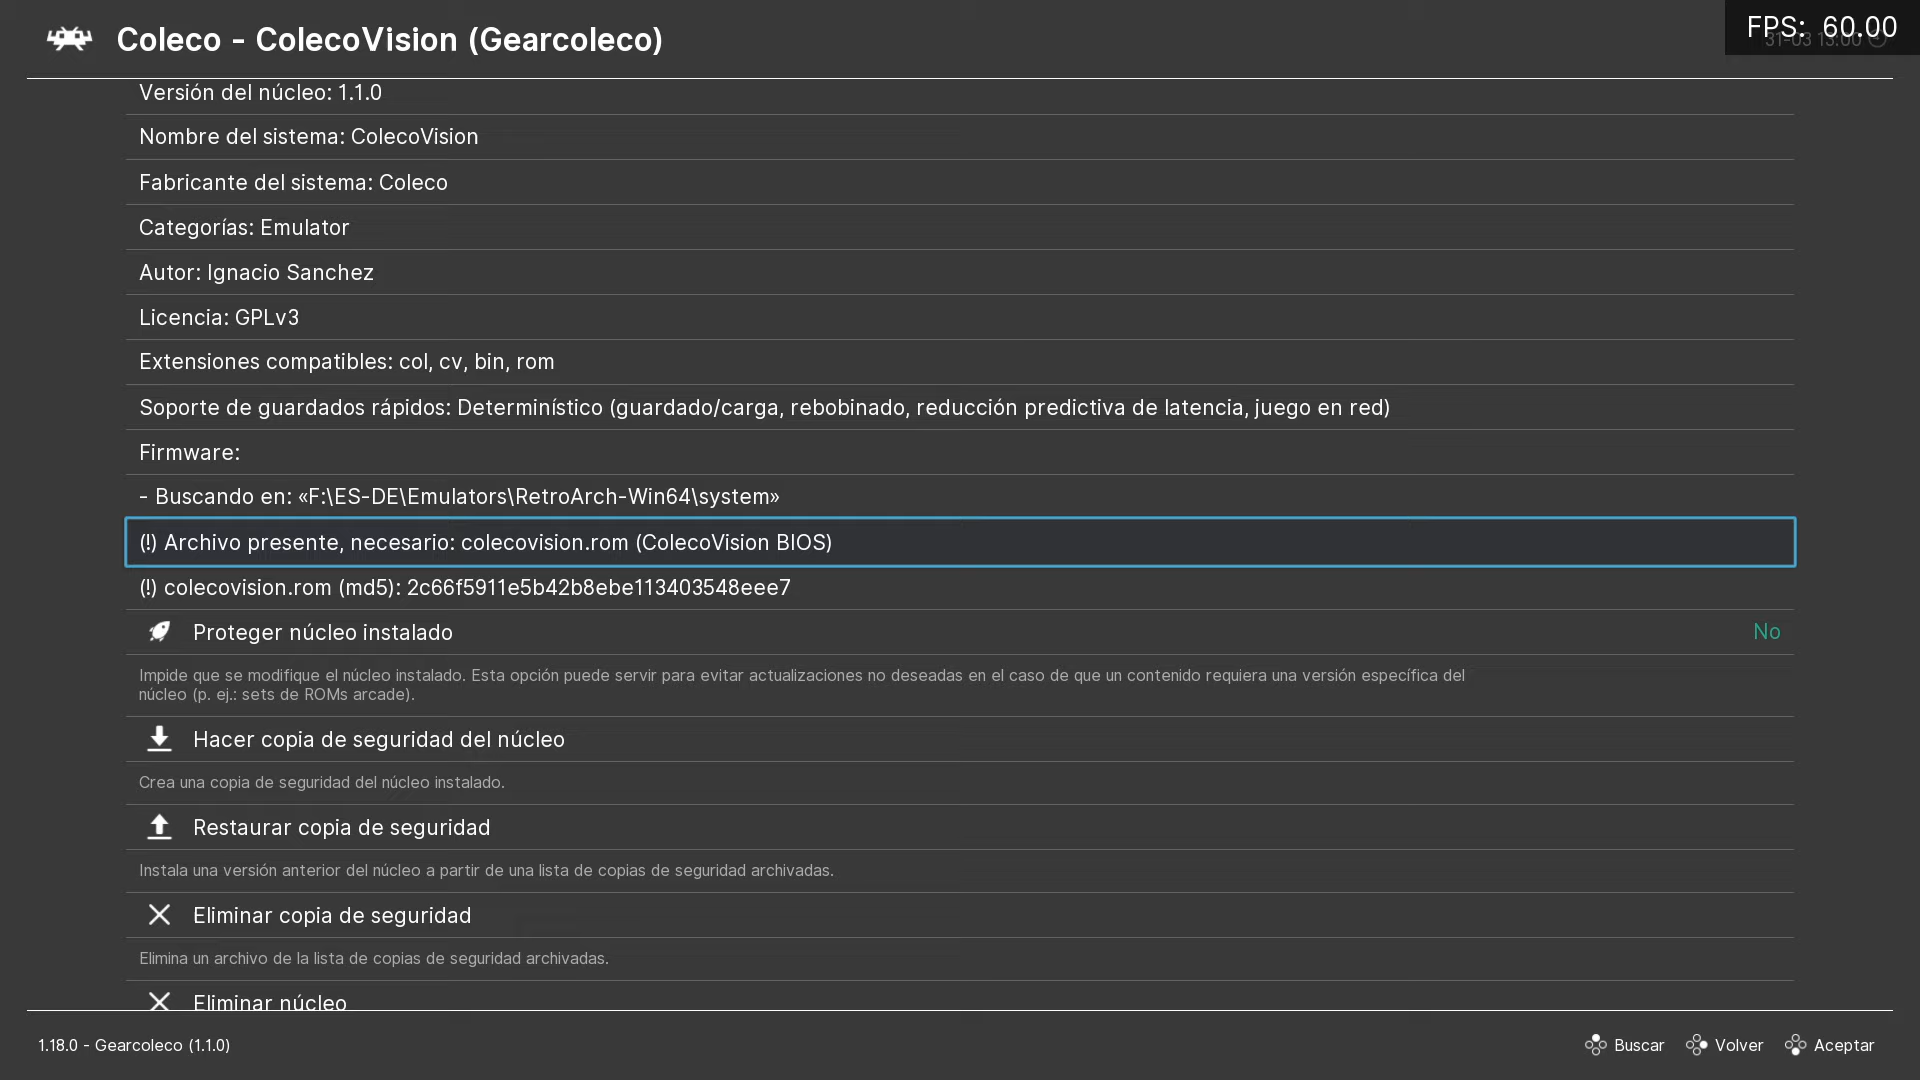 Coleco - ColecoVision (Gearcoleco)
FPS: 60.00
31-03 13:00
Versión del núcleo: 1.1.0
Nombre del sistema: ColecoVision
Fabricante del sistema: Coleco
Categorías: Emulator
Autor: Ignacio Sanchez
Licencia: GPLv3
Extensiones compatibles: col, cv, bin, rom
Soporte de guardados rápidos: Determinístico (guardado/carga, rebobinado, reducción predictiva de latencia, juego en red)
Firmware:
- Buscando en: «F:\ES-DE\Emulators\RetroArch-Win64\system»
(!) Archivo presente, necesario: colecovision.rom (ColecoVision BIOS)
(!) colecovision.rom (md5): 2c66f5911e5b42b8ebe113403548eee7
Proteger núcleo instalado No
Impide que se modifique el núcleo instalado. Esta opción puede servir para evitar actualizaciones no deseadas en el caso de que un contenido requiera una versión específica del
núcleo (p. ej.: sets de ROMs arcade).
Hacer copia de seguridad del núcleo
Crea una copia de seguridad del núcleo instalado.
Restaurar copia de seguridad
Instala una versión anterior del núcleo a partir de una lista de copias de seguridad archivadas.
Eliminar copia de seguridad
Elimina un archivo de la lista de copias de seguridad archivadas.
Eliminar núcleo
1.18.0 - Gearcoleco (1.1.0)
Buscar Volver Aceptar